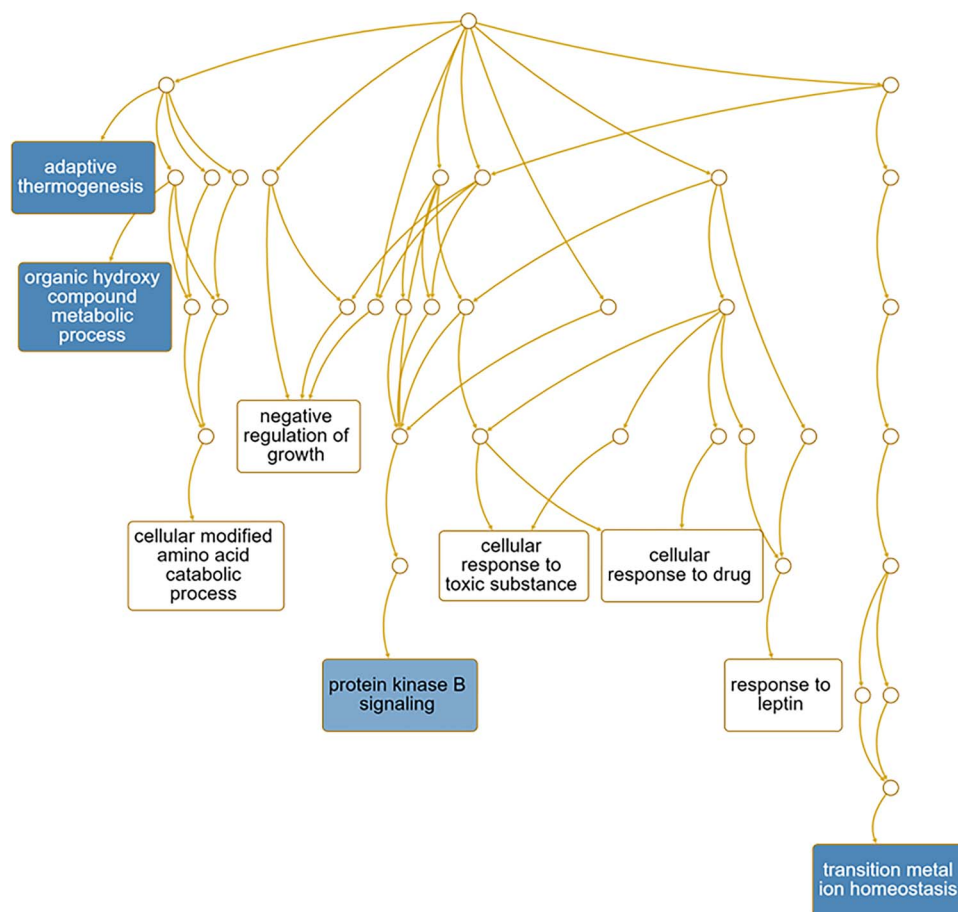 adaptive
thermogenesis
organic hydroxy
compound
metabolic
process
negative
regulation of
growth
cellular modified
amino acid
catabolic
process
cellular
response to
toxic substance
cellular
response to drug
protein kinase B
signaling
response to
leptin
transition metal
ion homeostasis